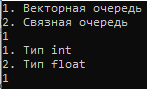 1. Векторная очередь
2. Связная очередь
1
1. Тип int
2. Тип float
1